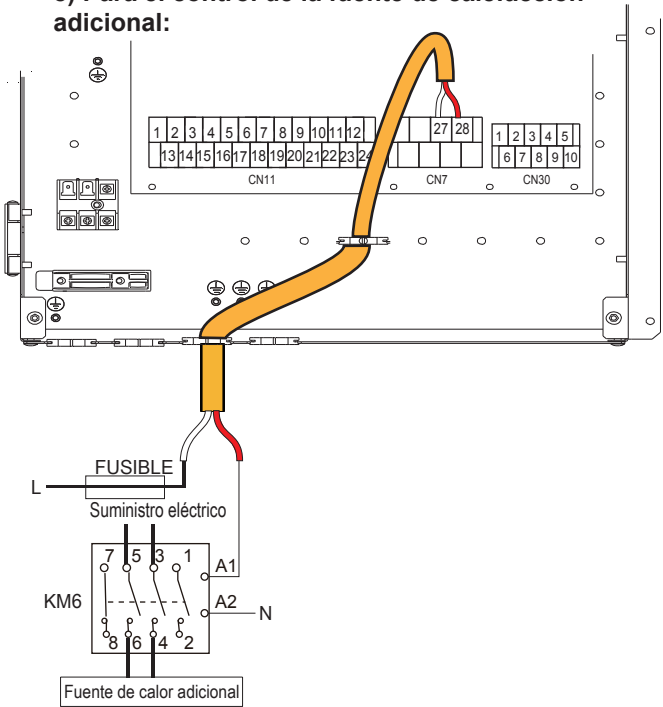 adicional:
1 2 3 4 5 6 7 8 9 10 11 12
13 14 15 16 17 18 19 20 21 22 23 24
27 28
1 2 3 4 5
6 7 8 9 10
CN11
CN7
CN30
FUSIBLE
L
Suministro eléctrico
7 5 3 1
A1
KM6
A2
N
8 6 4 2
Fuente de calor adicional